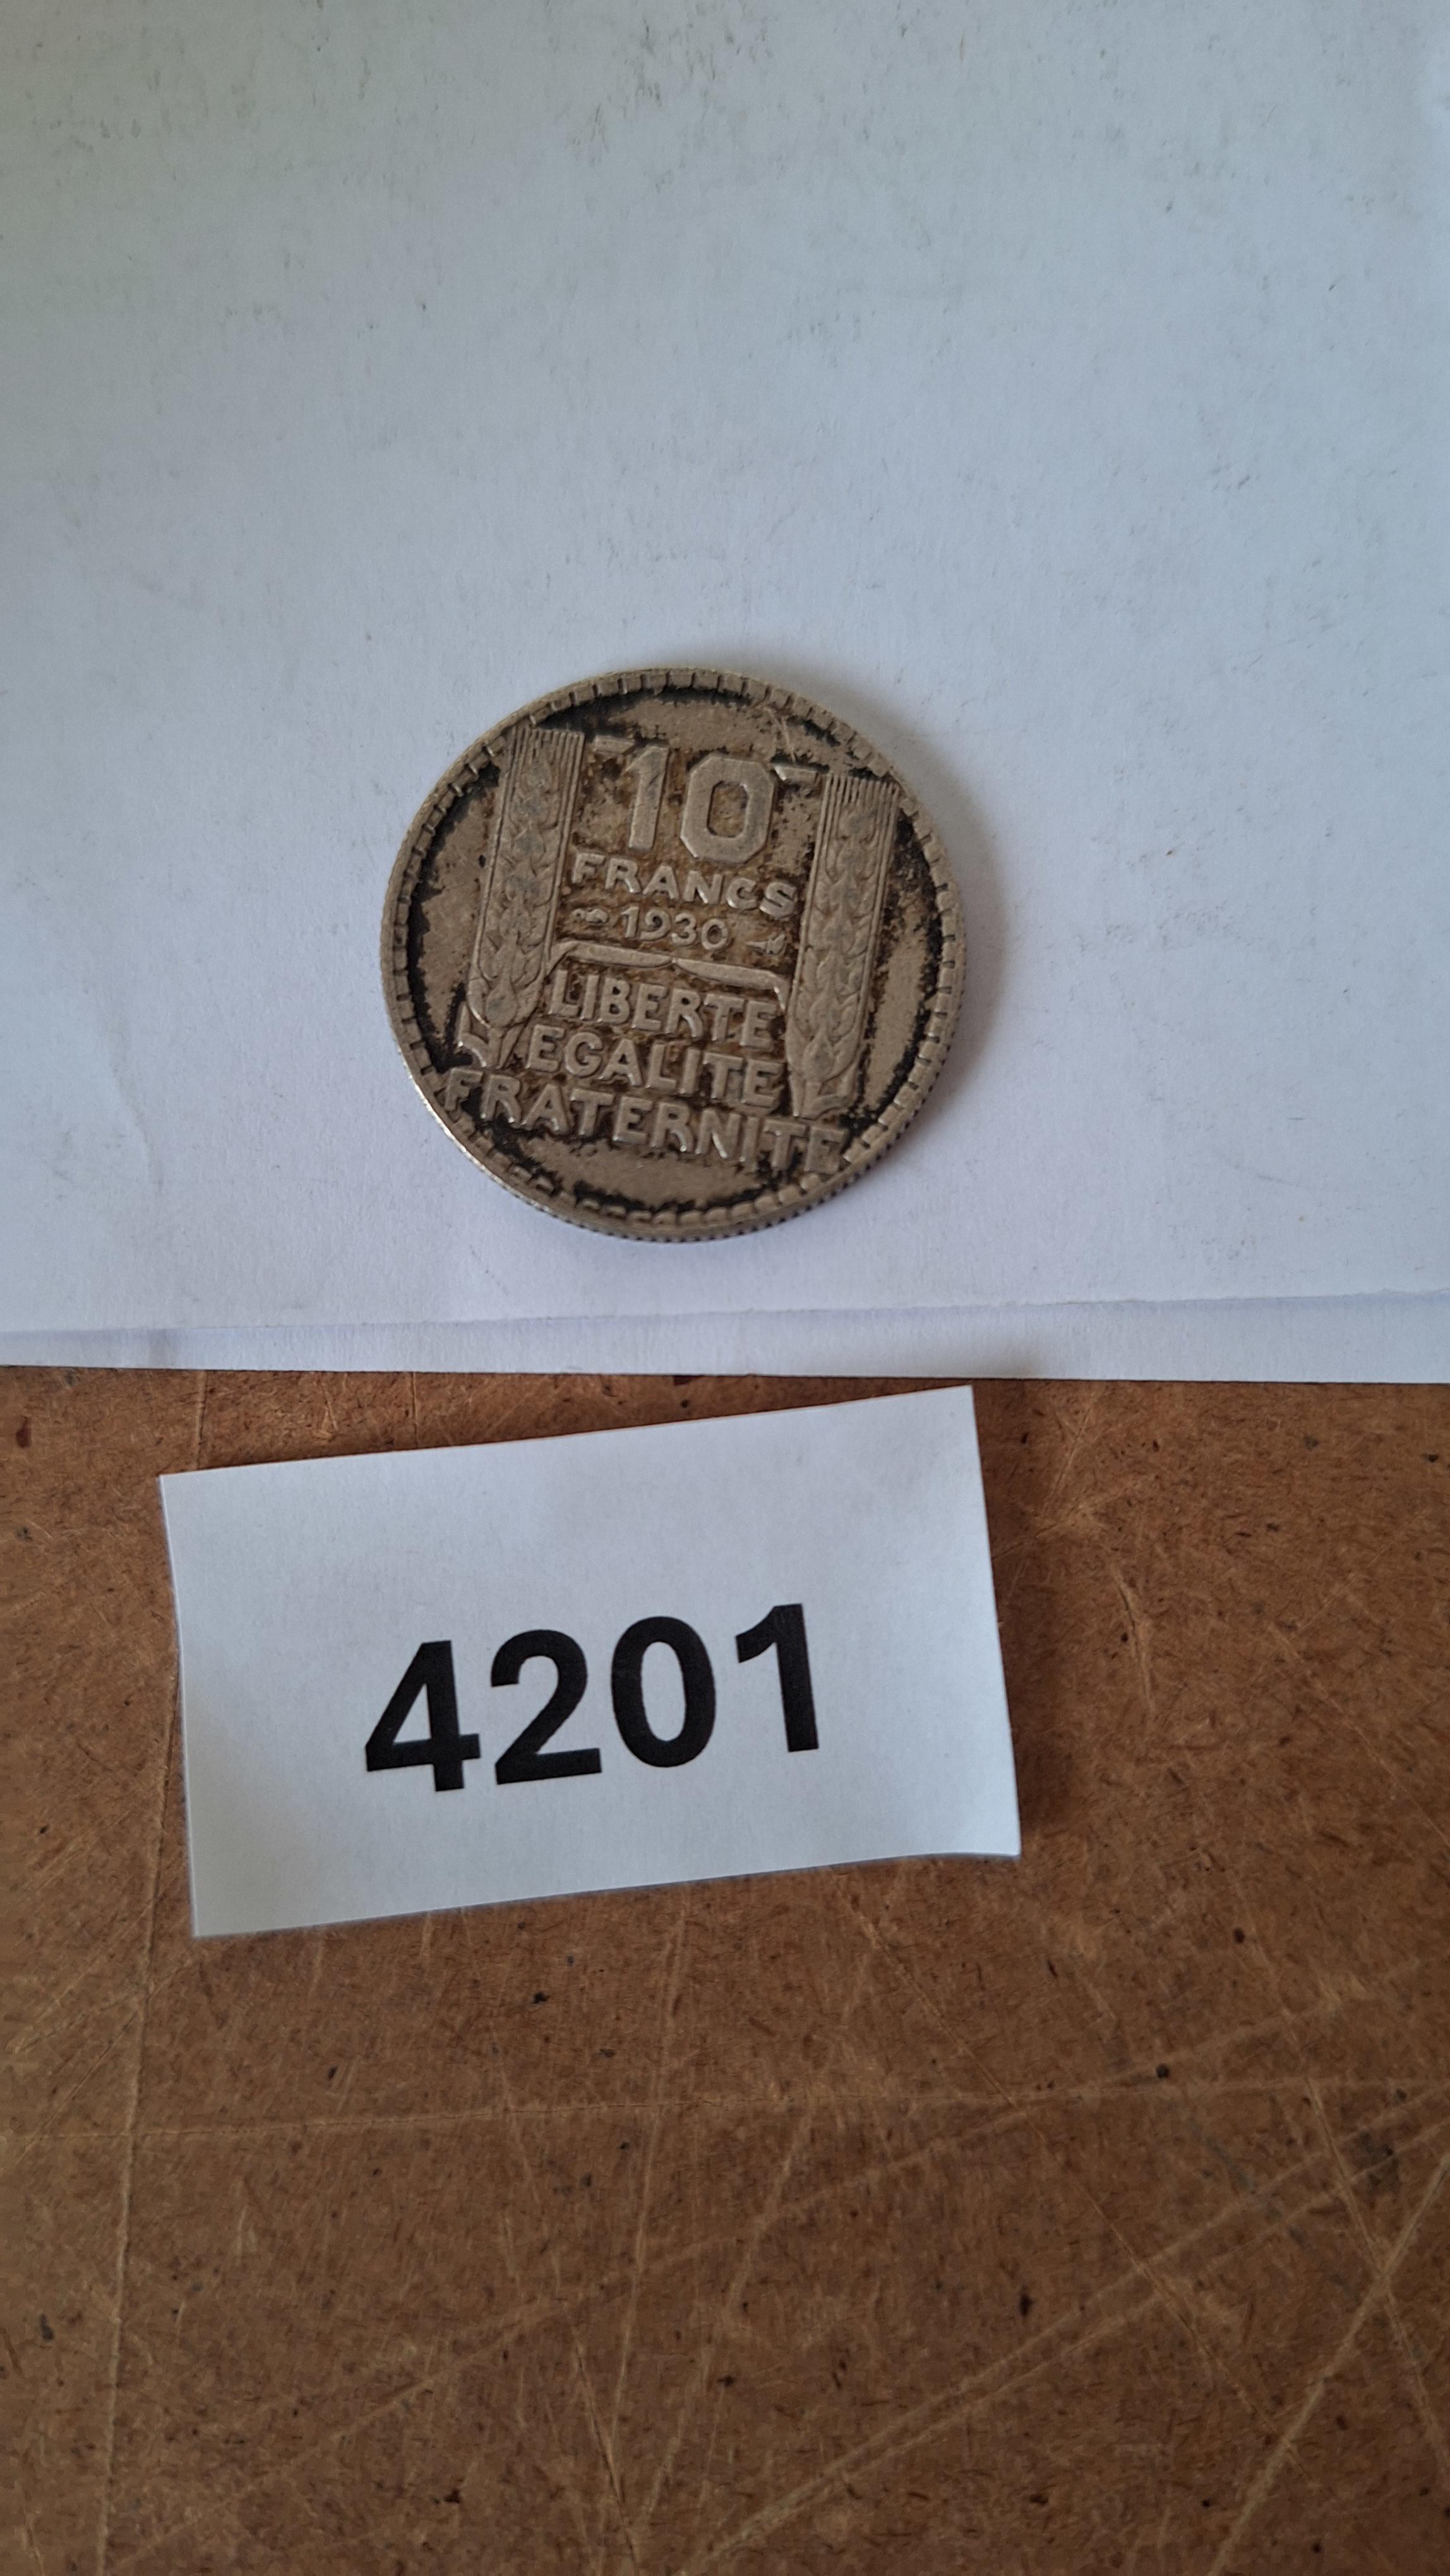 10
FRANCS
1930
LIBERTE
EGALITE
FRATERNITE
4201